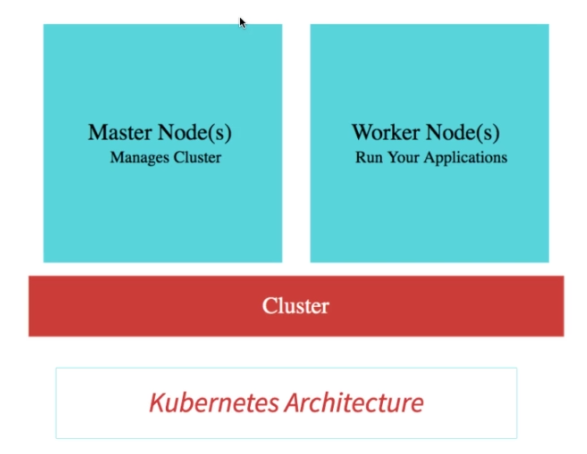 Master Node(s)
Manages Cluster
Worker Node(s)
Run Your Applications
Cluster
Kubernetes Architecture